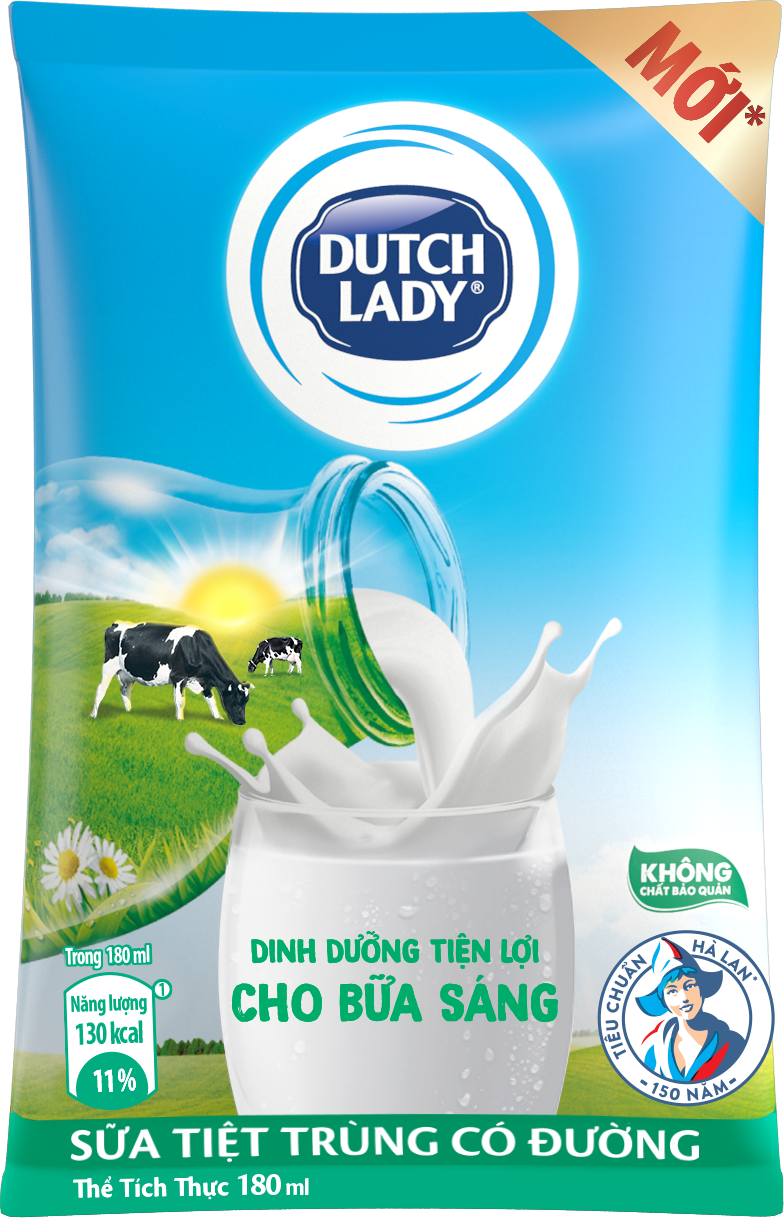 MỚI*
DUTCH
LADY®
KHÔNG
CHẤT BẢO QUẢN
DINH DƯỠNG TIỆN LỢI
CHO BỮA SÁNG
Trong 180 ml
Năng lượng
1
130 kcal
11%
TIÊU CHUẨN HÀ LAN*
- 150 NĂM -
SỮA TIỆT TRÙNG CÓ ĐƯỜNG
Thể Tích Thực 180 ml